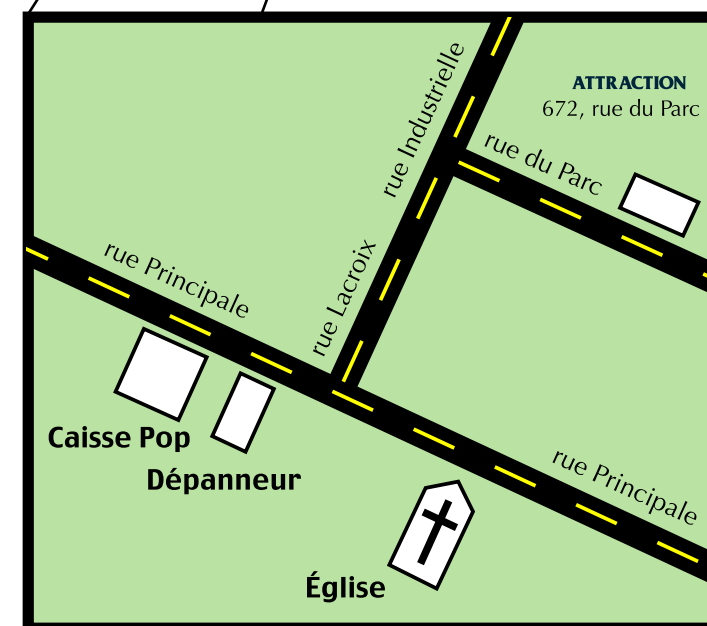 rue Industrielle
ATTRACTION
672, rue du Parc
rue du Parc
rue Principale
rue Lacroix
Caisse Pop
Dépanneur
rue Principale
Église